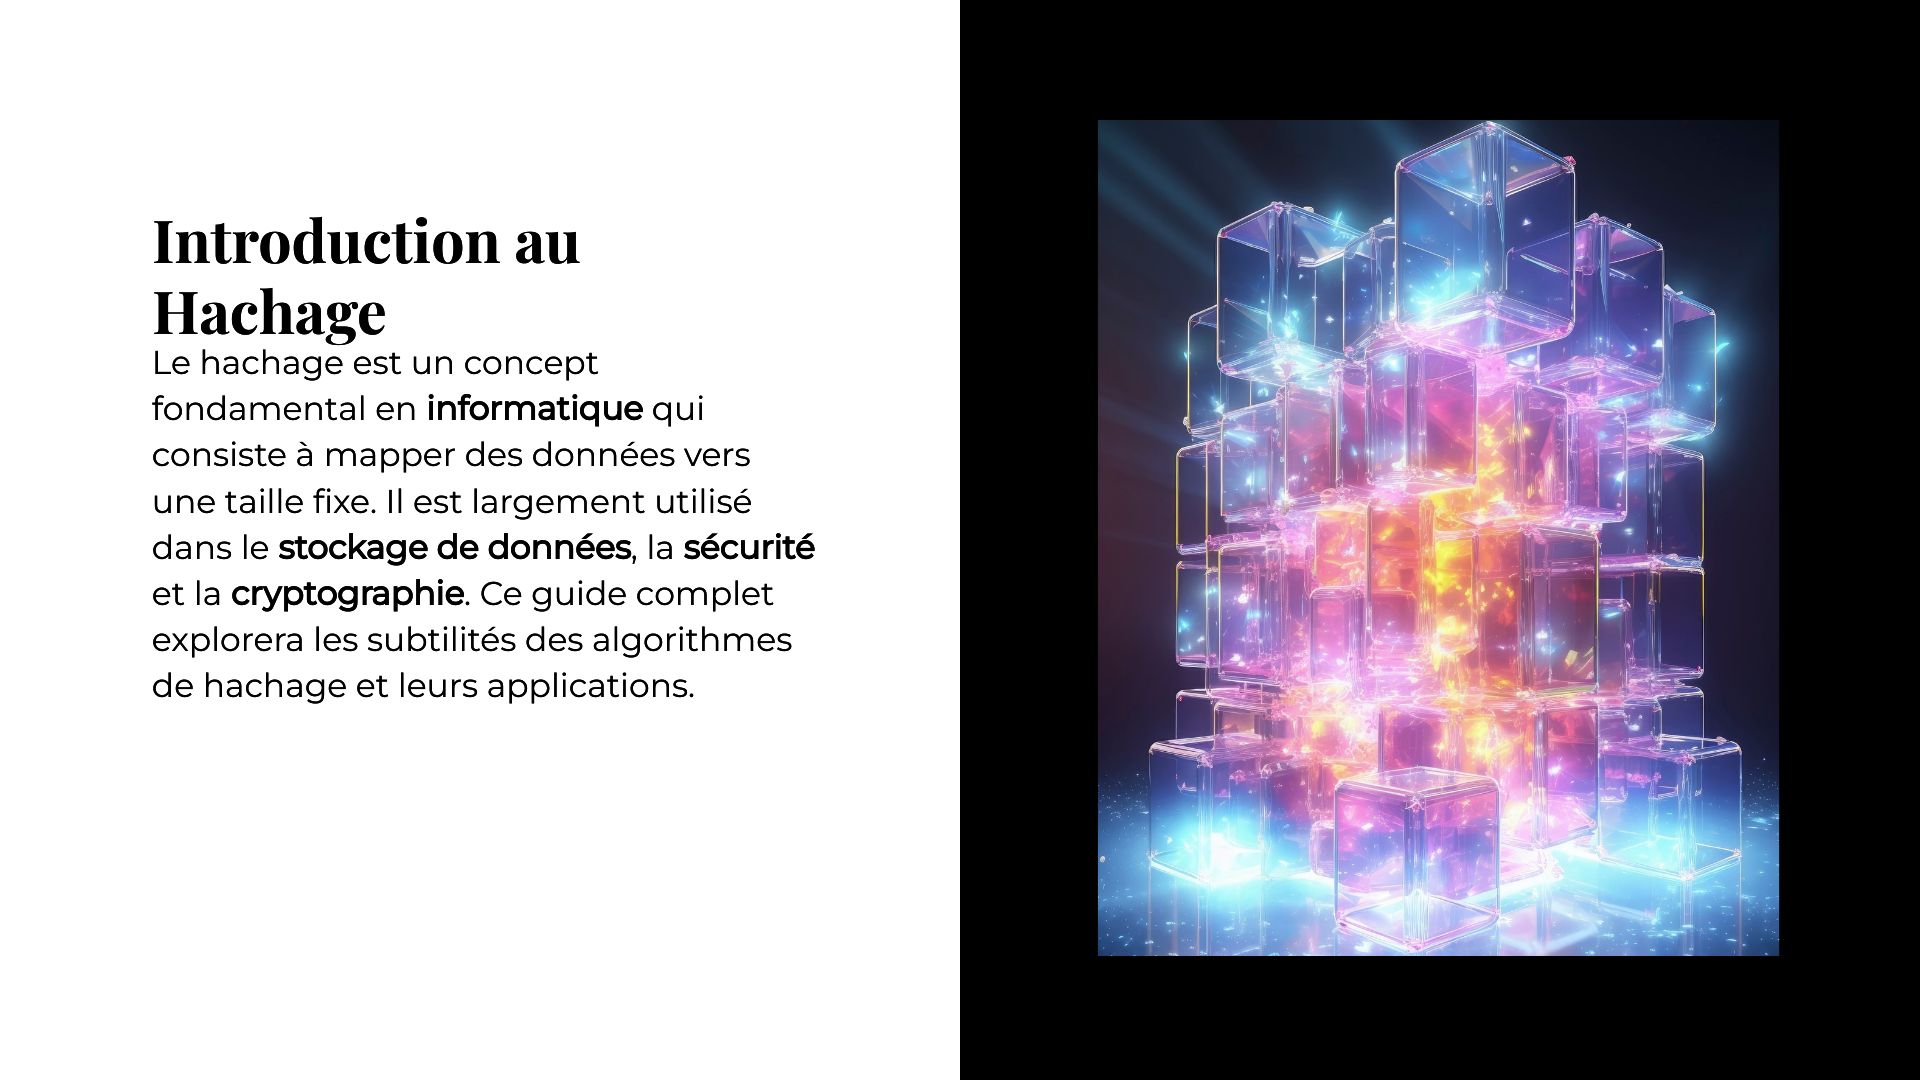 Introduction au
Hachage
Le hachage est un concept
fondamental en informatique qui
consiste à mapper des données vers
une taille fixe. Il est largement utilisé
dans le stockage de données, la sécurité
et la cryptographie. Ce guide complet
explorera les subtilités des algorithmes
de hachage et leurs applications.